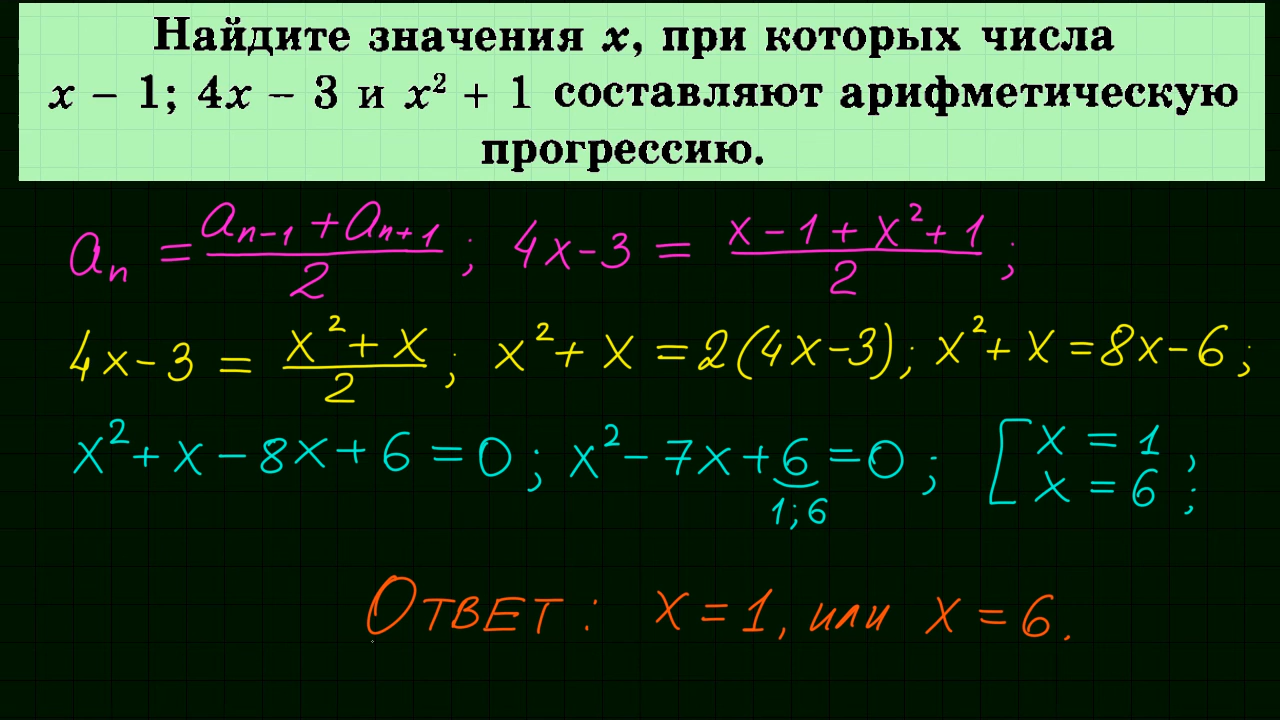 Найдите значения x, при которых числа
x – 1; 4x – 3 и x² + 1 составляют арифметическую
прогрессию.
aₙ = (aₙ₋₁ + aₙ₊₁)/2 ; 4x-3 = (x-1+x²+1)/2 ;
4x-3 = (x²+x)/2 ; x²+x = 2(4x-3); x²+x=8x-6;
x²+x-8x+6=0; x²-7x+6=0; [ x=1, x=6;
1;6
Ответ: x=1, или x=6.